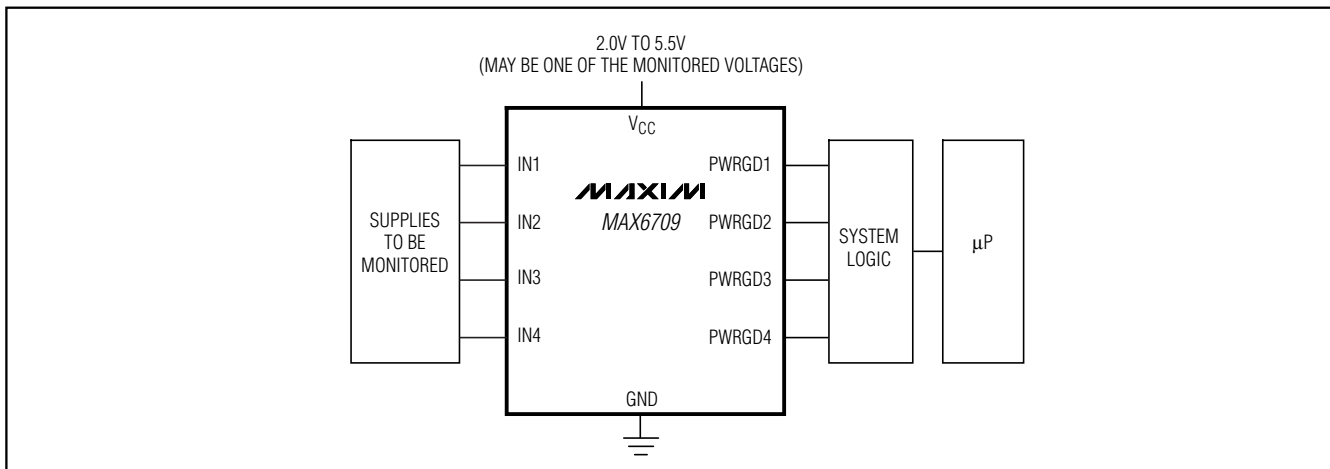 2.0V TO 5.5V
(MAY BE ONE OF THE MONITORED VOLTAGES)
VCC
SUPPLIES
TO BE
MONITORED
IN1
IN2
IN3
IN4
MAXIM
MAX6709
PWRGD1
PWRGD2
PWRGD3
PWRGD4
GND
SYSTEM
LOGIC
μP